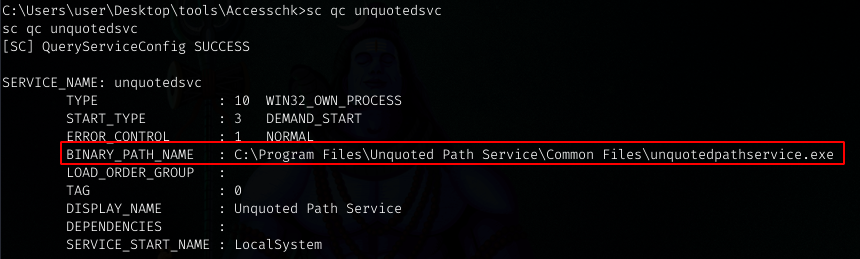 C:\Users\user\Desktop\tools\Accesschk>sc qc unquotedsvc
sc qc unquotedsvc
[SC] QueryServiceConfig SUCCESS
SERVICE_NAME: unquotedsvc
TYPE : 10 WIN32_OWN_PROCESS
START_TYPE : 3 DEMAND_START
ERROR_CONTROL : 1 NORMAL
BINARY_PATH_NAME : C:\Program Files\Unquoted Path Service\Common Files\unquotedpathservice.exe
LOAD_ORDER_GROUP :
TAG : 0
DISPLAY_NAME : Unquoted Path Service
DEPENDENCIES :
SERVICE_START_NAME : LocalSystem